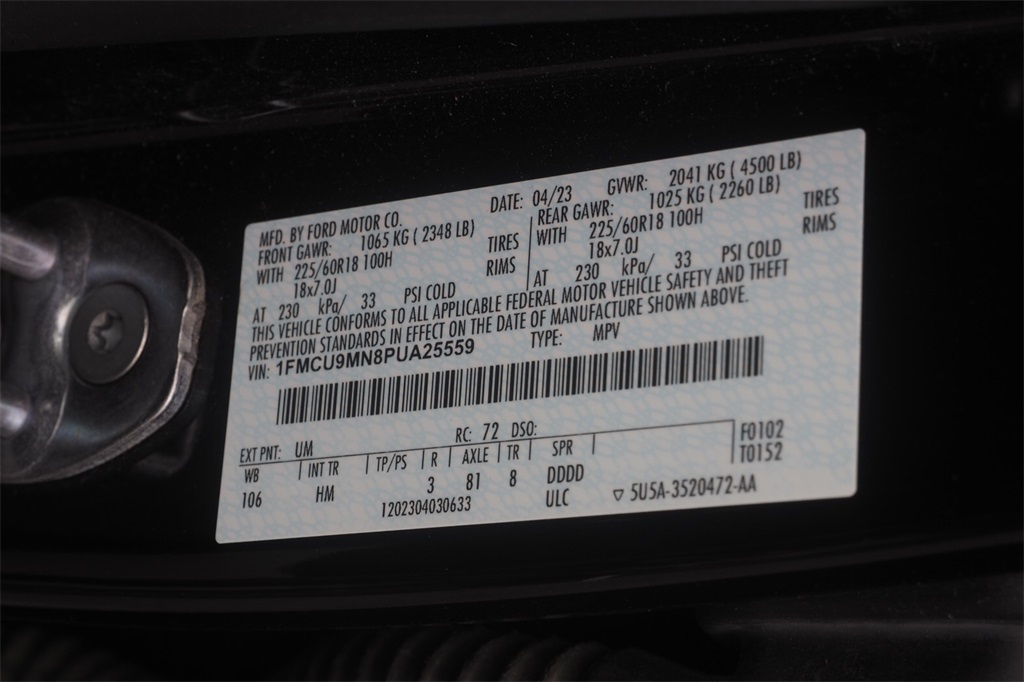 MFD. BY FORD MOTOR CO. DATE: 04/23 GVWR: 2041 KG ( 4500 LB)
FRONT GAWR: 1065 KG ( 2348 LB) REAR GAWR: 1025 KG ( 2260 LB)
WITH 225/60R18 100H TIRES WITH 225/60R18 100H TIRES
18x7.0J RIMS 18x7.0J RIMS
AT 230 kPa/ 33 PSI COLD AT 230 kPa/ 33 PSI COLD
THIS VEHICLE CONFORMS TO ALL APPLICABLE FEDERAL MOTOR VEHICLE SAFETY AND THEFT
PREVENTION STANDARDS IN EFFECT ON THE DATE OF MANUFACTURE SHOWN ABOVE.
VIN: 1FMCU9MN8PUA25559 TYPE: MPV
EXT PNT: UM RC: 72 DSO: F0102
WB INT TR TP/PS R AXLE TR SPR T0152
106 HM 3 81 8 DDDD
1202304030633 ULC ▽ 5U5A-3520472-AA